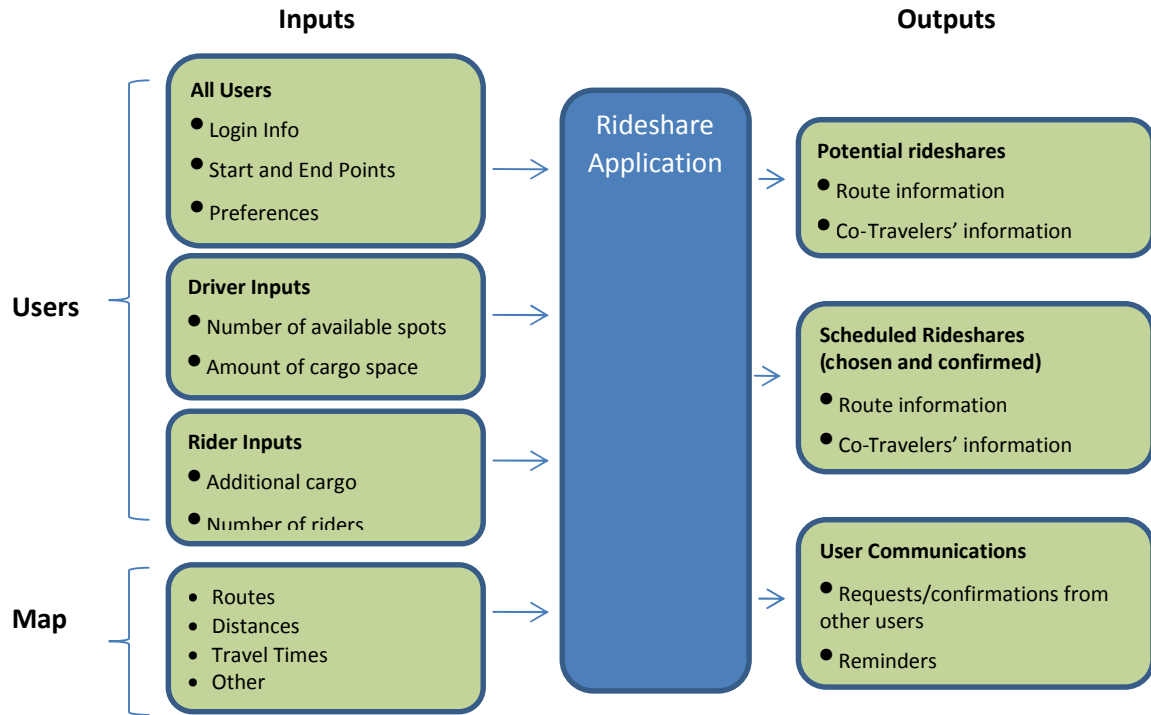 Inputs
Outputs
Users
All Users
● Login Info
● Start and End Points
● Preferences
Driver Inputs
● Number of available spots
● Amount of cargo space
Rider Inputs
● Additional cargo
● Number of riders
Map
• Routes
• Distances
• Travel Times
• Other
Rideshare
Application
Potential rideshares
● Route information
● Co-Travelers’ information
Scheduled Rideshares
(chosen and confirmed)
● Route information
● Co-Travelers’ information
User Communications
● Requests/confirmations from
other users
● Reminders